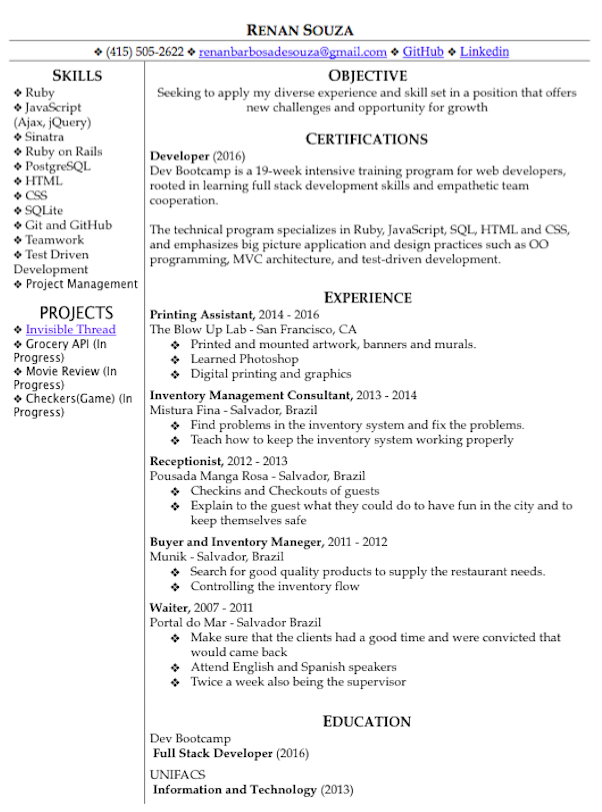 RENAN SOUZA
❖ (415) 505-2622 ❖ renanbarbosadesouza@gmail.com ❖ GitHub ❖ Linkedin
SKILLS
❖ Ruby
❖ JavaScript
(Ajax, jQuery)
❖ Sinatra
❖ Ruby on Rails
❖ PostgreSQL
❖ HTML
❖ CSS
❖ SQLite
❖ Git and GitHub
❖ Teamwork
❖ Test Driven
Development
❖ Project Management
PROJECTS
❖ Invisible Thread
❖ Grocery API (In
Progress)
❖ Movie Review (In
Progress)
❖ Checkers(Game) (In
Progress)
OBJECTIVE
Seeking to apply my diverse experience and skill set in a position that offers
new challenges and opportunity for growth
CERTIFICATIONS
Developer (2016)
Dev Bootcamp is a 19-week intensive training program for web developers,
rooted in learning full stack development skills and empathetic team
cooperation.
The technical program specializes in Ruby, JavaScript, SQL, HTML and CSS,
and emphasizes big picture application and design practices such as OO
programming, MVC architecture, and test-driven development.
EXPERIENCE
Printing Assistant, 2014 - 2016
The Blow Up Lab - San Francisco, CA
❖ Printed and mounted artwork, banners and murals.
❖ Learned Photoshop
❖ Digital printing and graphics
Inventory Management Consultant, 2013 - 2014
Mistura Fina - Salvador, Brazil
❖ Find problems in the inventory system and fix the problems.
❖ Teach how to keep the inventory system working properly
Receptionist, 2012 - 2013
Pousada Manga Rosa - Salvador, Brazil
❖ Checkins and Checkouts of guests
❖ Explain to the guest what they could do to have fun in the city and to
keep themselves safe
Buyer and Inventory Maneger, 2011 - 2012
Munik - Salvador, Brazil
❖ Search for good quality products to supply the restaurant needs.
❖ Controlling the inventory flow
Waiter, 2007 - 2011
Portal do Mar - Salvador Brazil
❖ Make sure that the clients had a good time and were convicted that
would came back
❖ Attend English and Spanish speakers
❖ Twice a week also being the supervisor
EDUCATION
Dev Bootcamp
Full Stack Developer (2016)
UNIFACS
Information and Technology (2013)